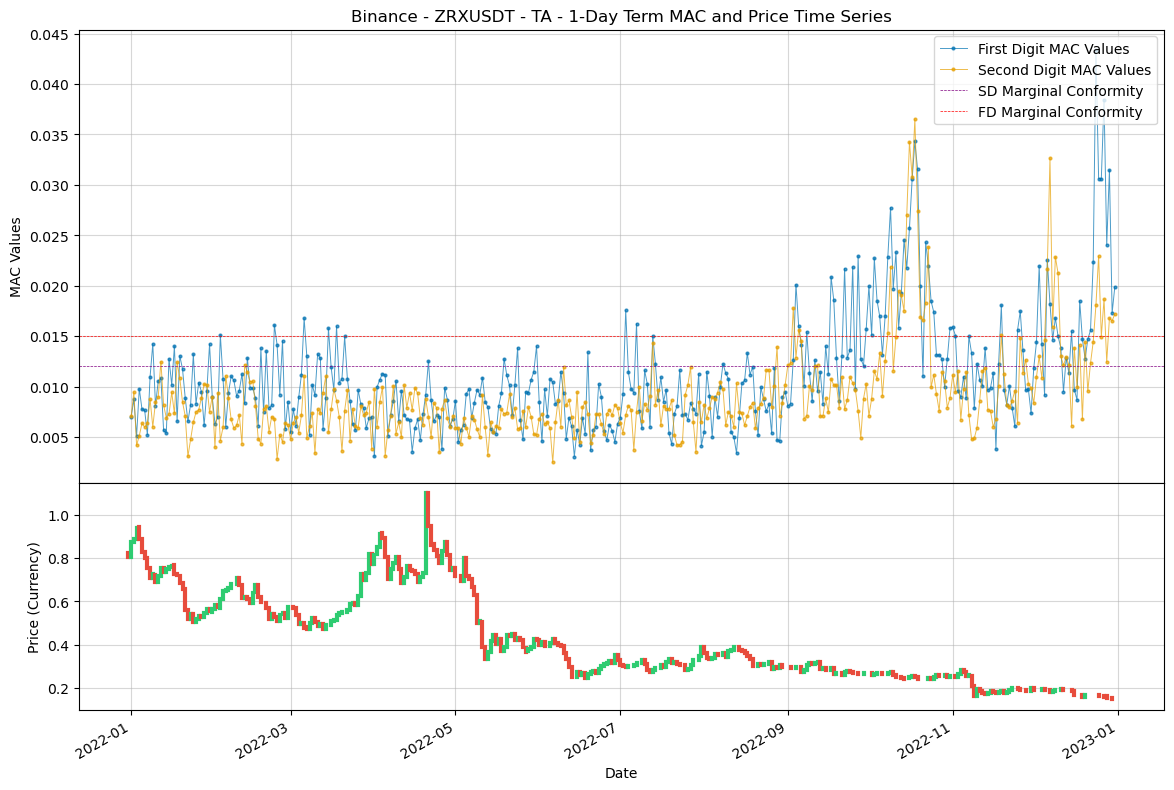 Binance - ZRXUSDT - TA - 1-Day Term MAC and Price Time Series
0.045
0.040
0.035
0.030
0.025
0.020
0.015
0.010
0.005
MAC Values
First Digit MAC Values
Second Digit MAC Values
SD Marginal Conformity
FD Marginal Conformity
1.0
0.8
0.6
0.4
0.2
Price (Currency)
2022-01
2022-03
2022-05
2022-07
2022-09
2022-11
2023-01
Date